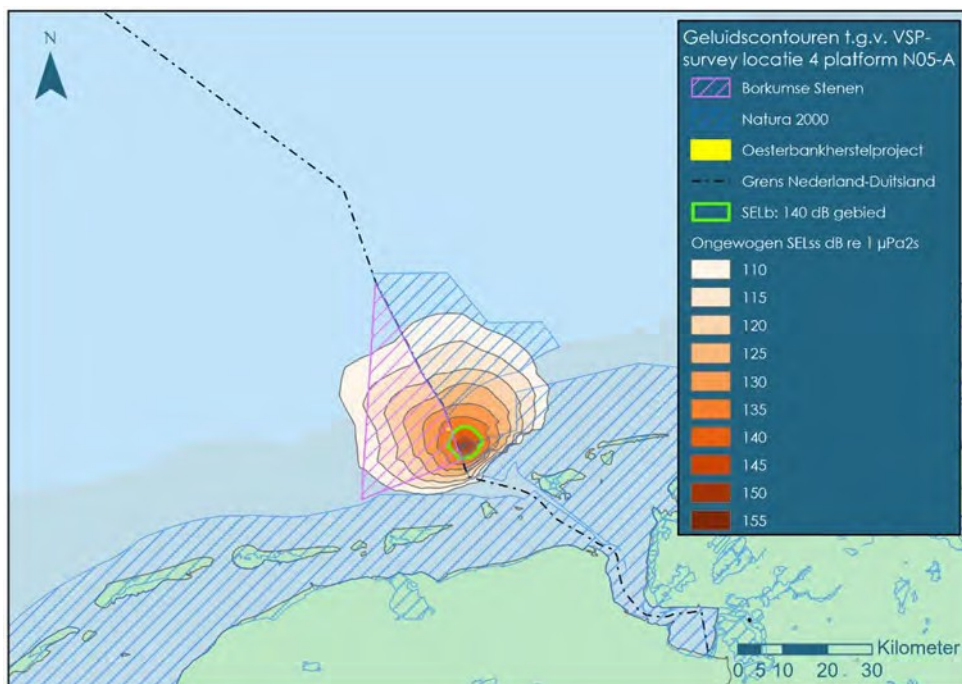 N
Geluidscontouren t.g.v. VSP-
survey locatie 4 platform N05-A
Borkumse Stenen
Natura 2000
Oesterbankherstelproject
Grens Nederland-Duitsland
SELb: 140 dB gebied
Ongewogen SELss dB re 1 µPa2s
110
115
120
125
130
135
140
145
150
155
Kilometer
0 5 10 20 30